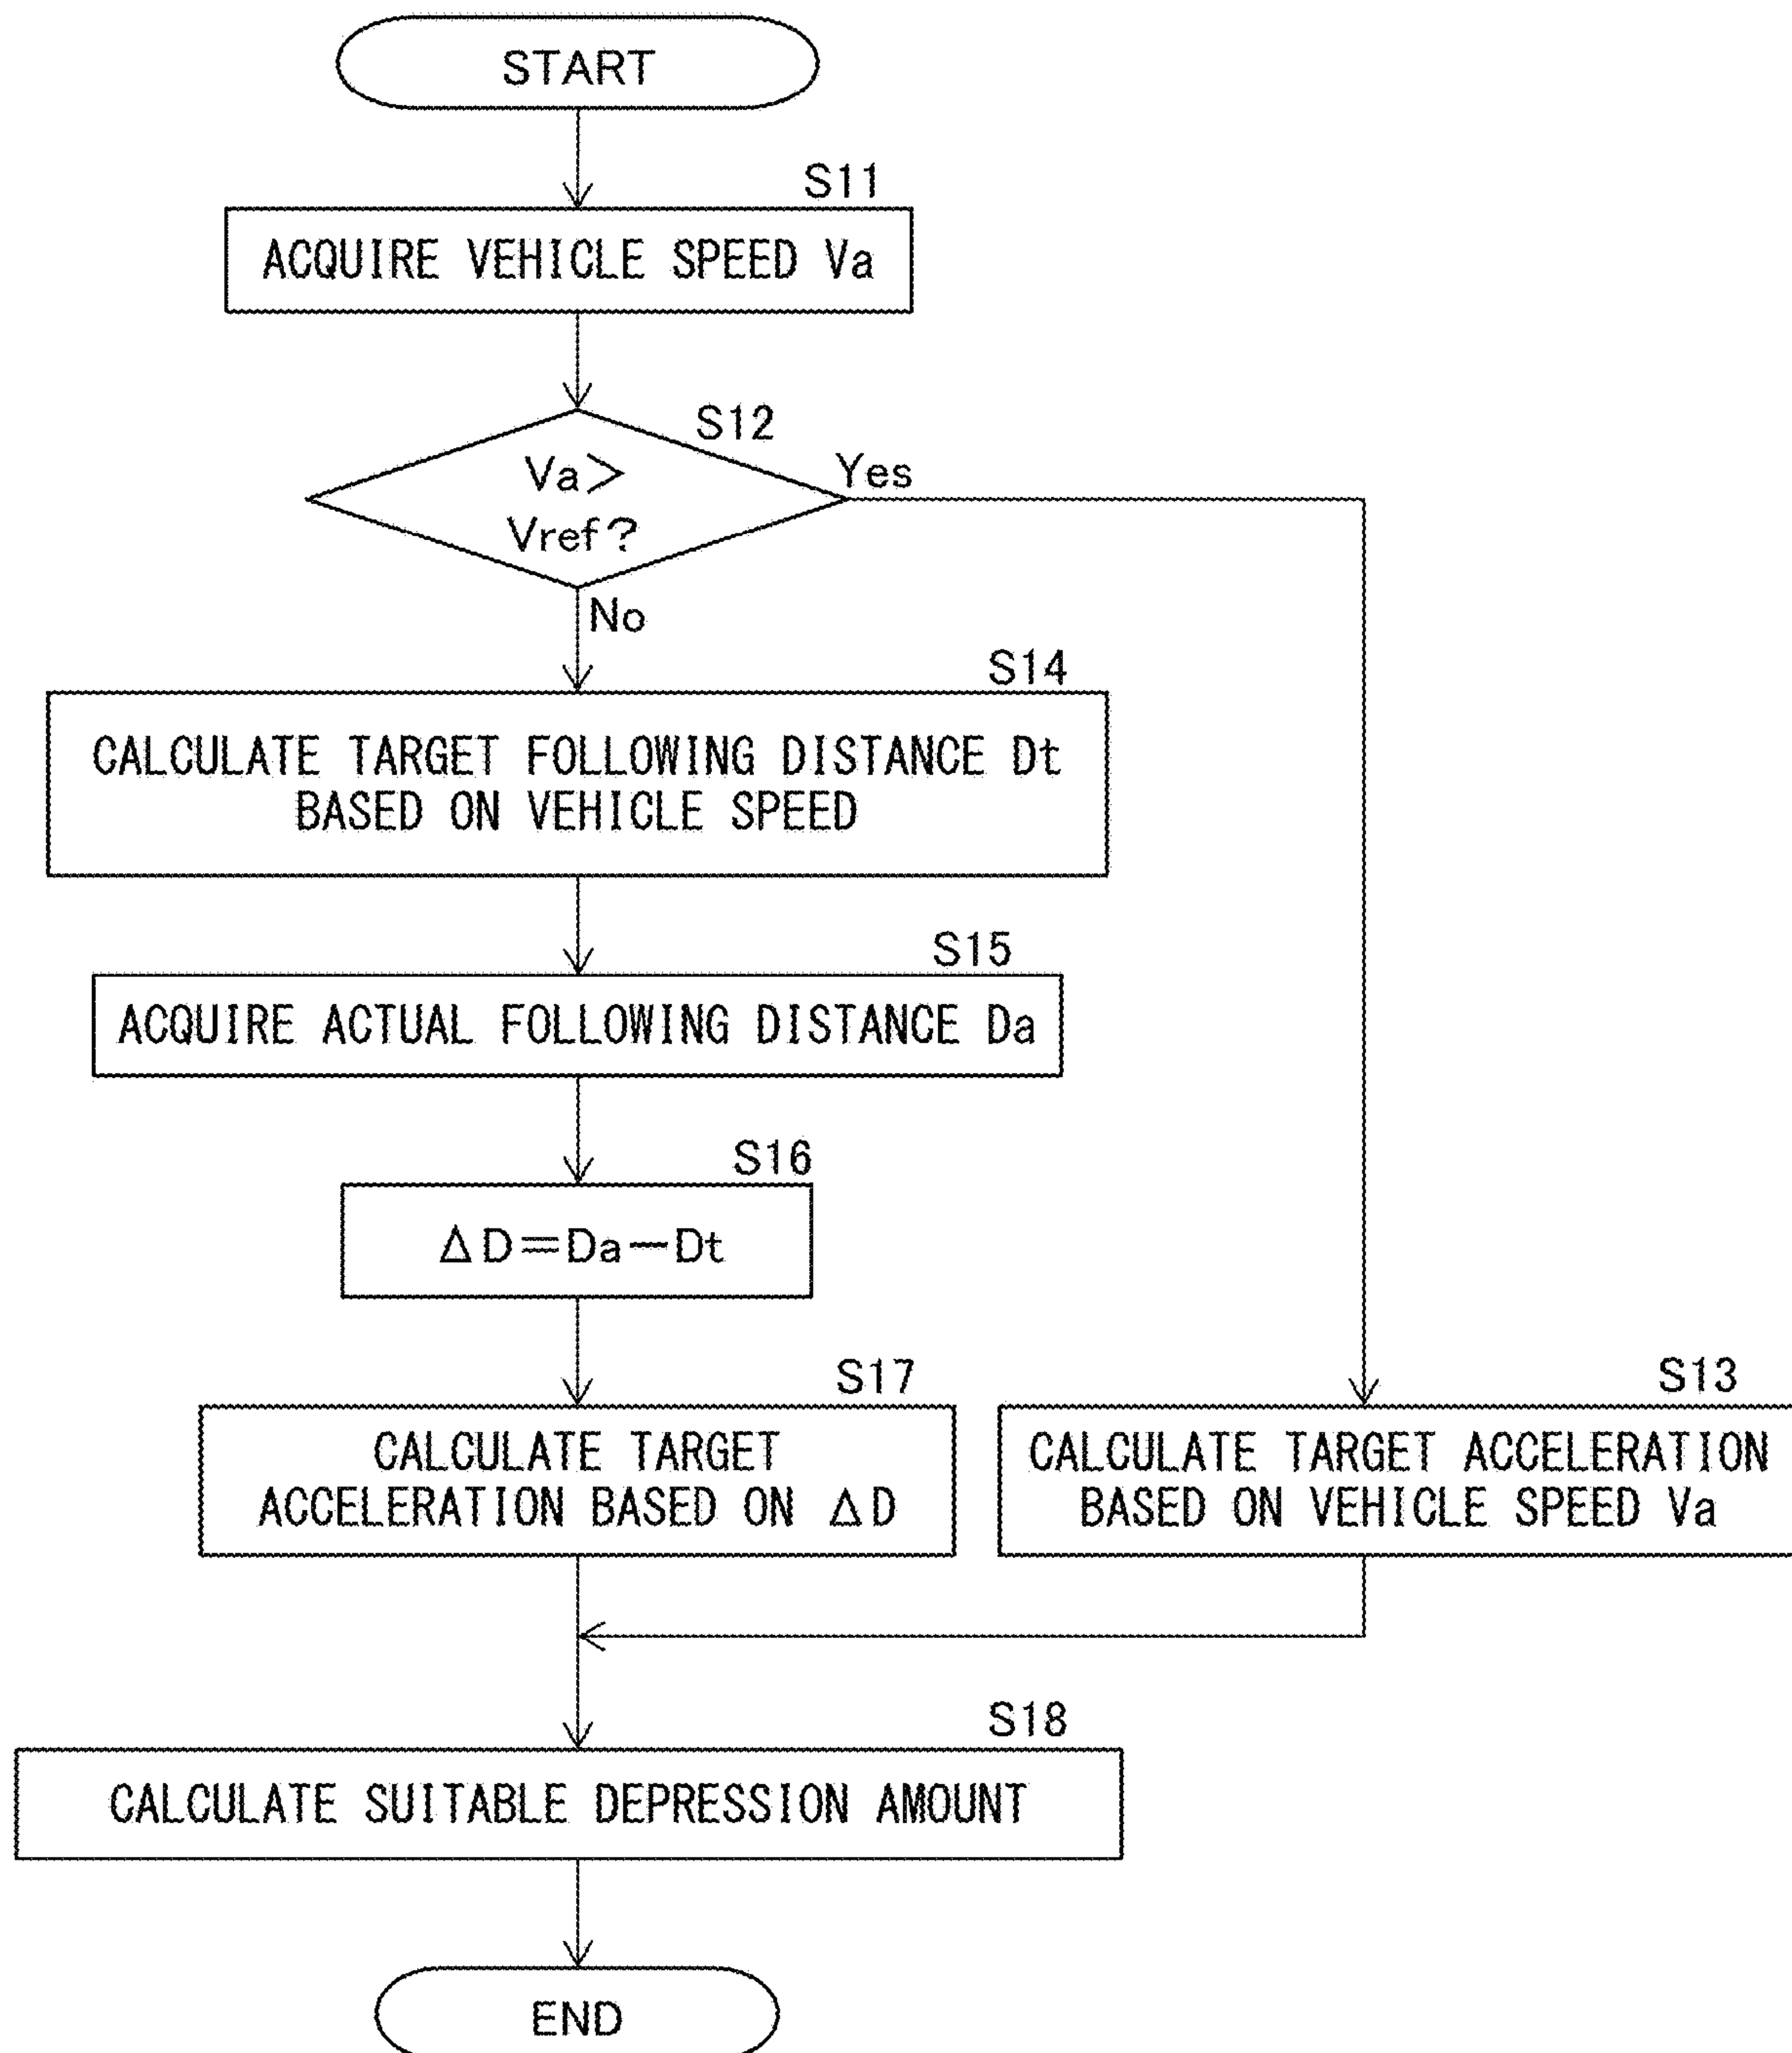 START
S11
ACQUIRE VEHICLE SPEED Va
S12
Va＞
Vref?
Yes
No
S14
CALCULATE TARGET FOLLOWING DISTANCE Dt
BASED ON VEHICLE SPEED
S15
ACQUIRE ACTUAL FOLLOWING DISTANCE Da
S16
ΔD＝Da－Dt
S17
CALCULATE TARGET
ACCELERATION BASED ON ΔD
S13
CALCULATE TARGET ACCELERATION
BASED ON VEHICLE SPEED Va
S18
CALCULATE SUITABLE DEPRESSION AMOUNT
END